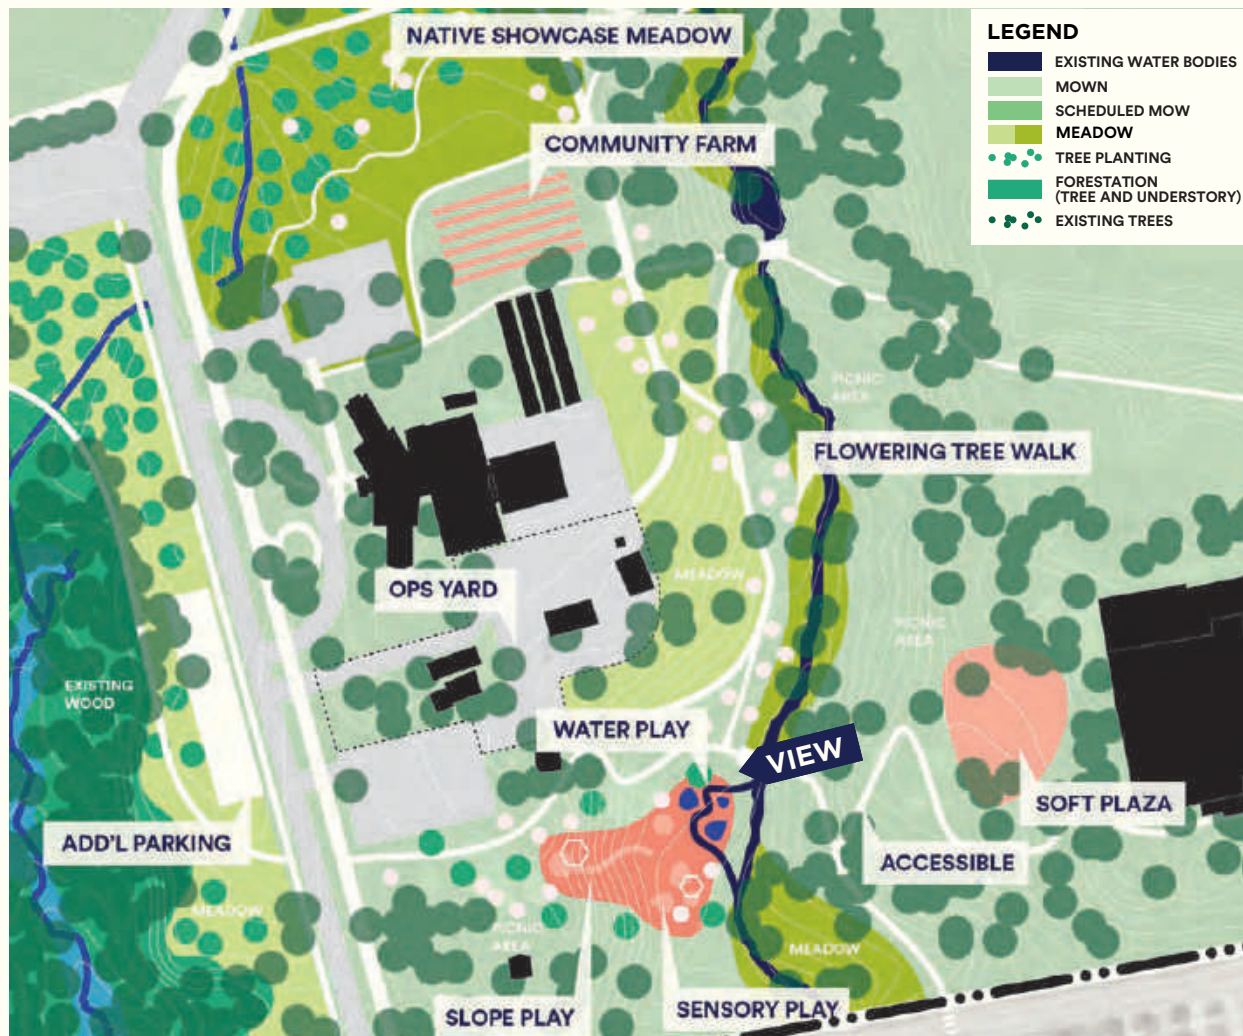 NATIVE SHOWCASE MEADOW
LEGEND
EXISTING WATER BODIES
MOWN
SCHEDULED MOW
MEADOW
TREE PLANTING
FORESTATION
(TREE AND UNDERSTORY)
EXISTING TREES
COMMUNITY FARM
PICNIC
AREA
FLOWERING TREE WALK
MEADOW
OPS YARD
PICNIC
AREA
EXISTING
WOOD
WATER PLAY
VIEW
SOFT PLAZA
ADD'L PARKING
ACCESSIBLE
MEADOW
PICNIC
AREA
MEADOW
SLOPE PLAY
SENSORY PLAY